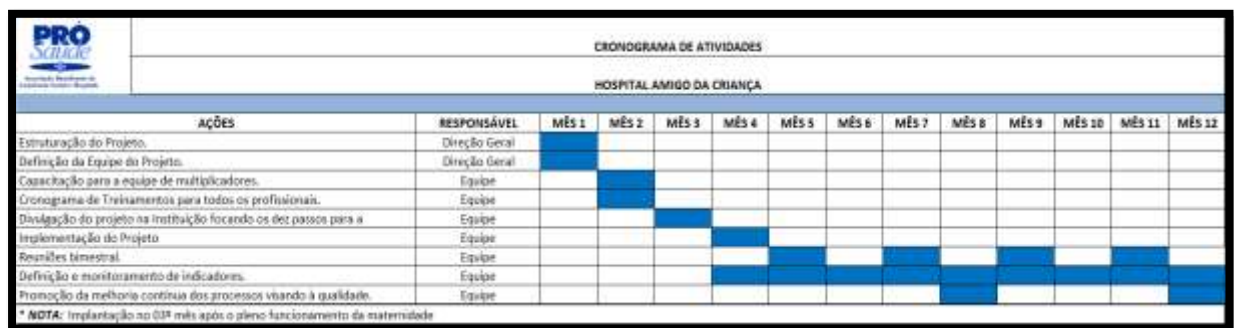 PRÓ
Saúde
CRONOGRAMA DE ATIVIDADES
HOSPITAL AMIGO DA CRIANÇA
AÇÕES RESPONSÁVEL MÊS 1 MÊS 2 MÊS 3 MÊS 4 MÊS 5 MÊS 6 MÊS 7 MÊS 8 MÊS 9 MÊS 10 MÊS 11 MÊS 12
Estruturação do Projeto. Direção Geral
Definição da Equipe do Projeto. Direção Geral
Capacitação para a equipe de multiplicadores. Equipe
Cronograma de Treinamentos para todos os profissionais. Equipe
Divulgação do projeto na Instituição focando os dez passos para a Equipe
Implementação do Projeto Equipe
Reuniões bimestral. Equipe
Definição e monitoramento de indicadores. Equipe
Promoção da melhoria contínua dos processos visando à qualidade. Equipe
* NOTA: Implantação no 03º mês após o pleno funcionamento da maternidade